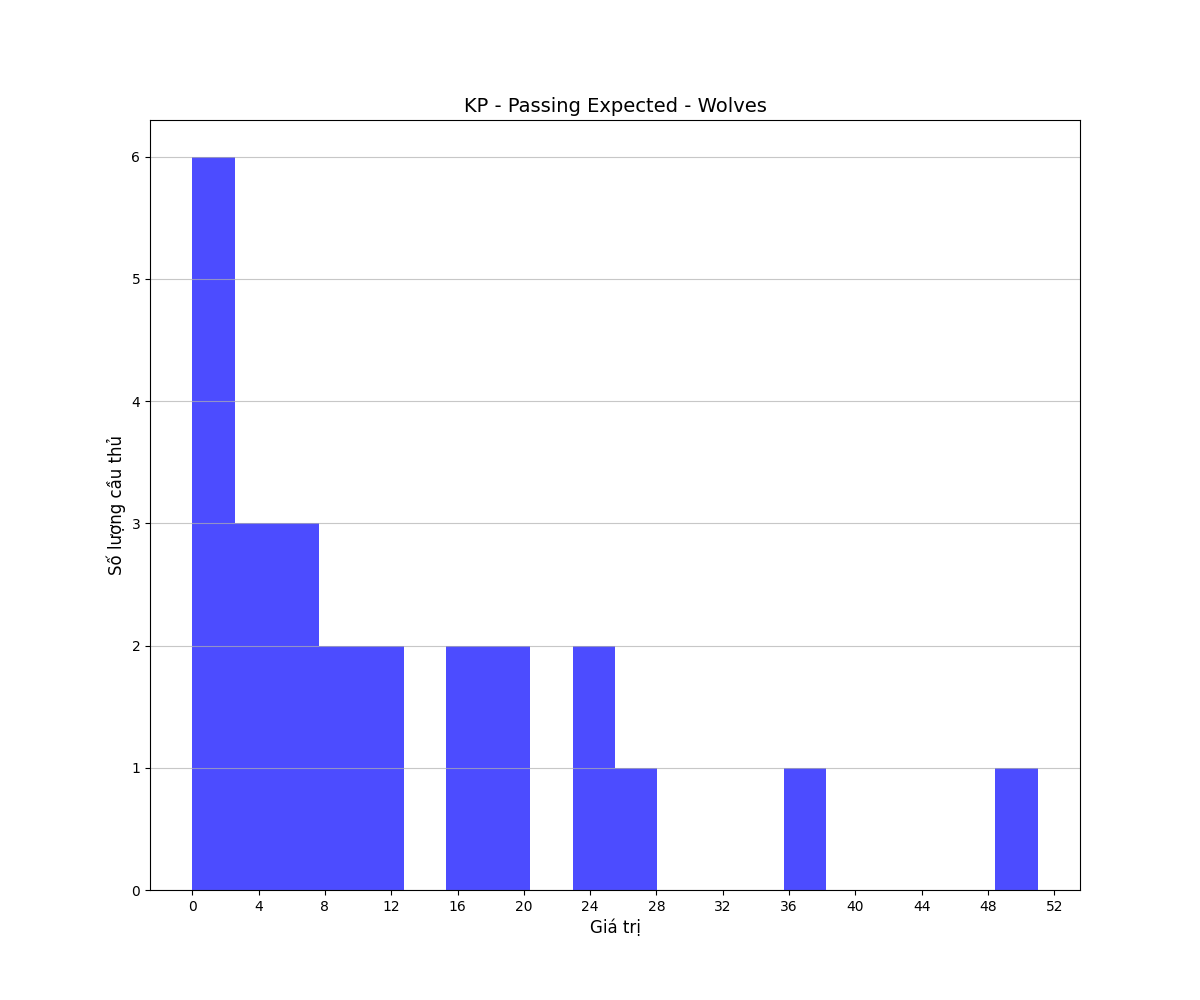 KP - Passing Expected - Wolves
6
5
4
3
2
1
0
Số lượng cầu thủ
0 4 8 12 16 20 24 28 32 36 40 44 48 52
Giá trị